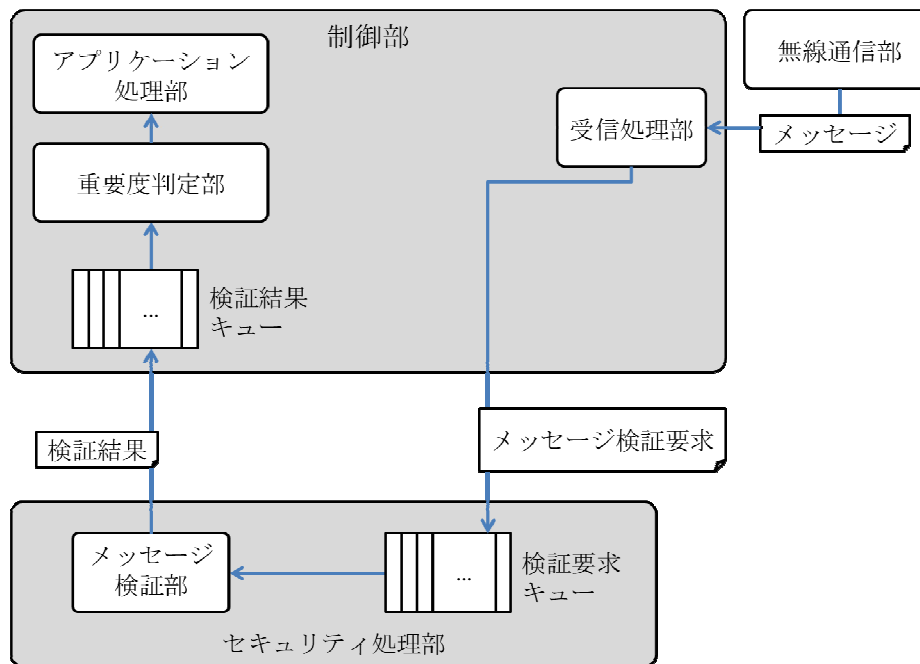 制御部
アプリケーション
処理部
無線通信部
受信処理部
メッセージ
重要度判定部
...
検証結果
キュー
検証結果
メッセージ検証要求
メッセージ
検証部
...
検証要求
キュー
セキュリティ処理部